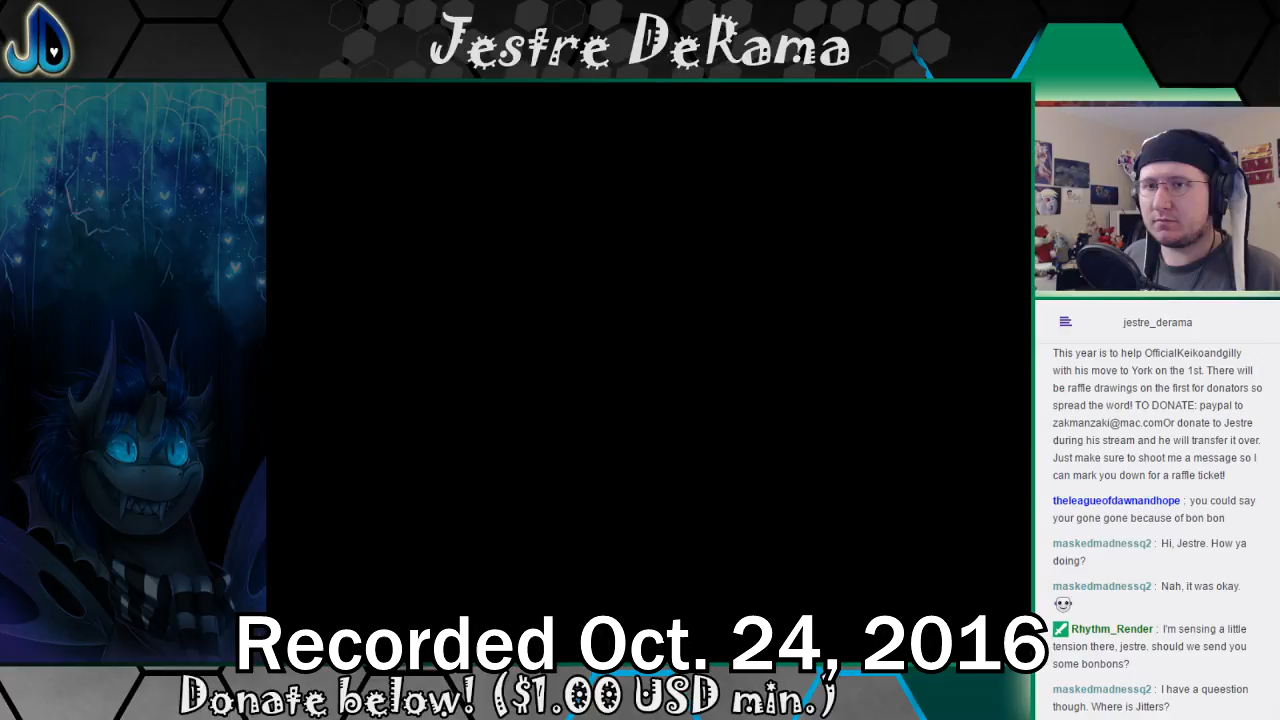 JD
Jestre DeRama
jestre_derama
This year is to help OfficialKeikoandgilly
with his move to York on the 1st. There will
be raffle drawings on the first for donators so
spread the word! TO DONATE: paypal to
zakmanzaki@mac.comOr donate to Jestre
during his stream and he will transfer it over.
Just make sure to shoot me a message so I
can mark you down for a raffle ticket!
theleagueofdawnandhope : you could say
your gone gone because of bon bon
maskedmadnessq2 : Hi, Jestre. How ya
doing?
maskedmadnessq2 : Nah, it was okay.
Rhythm_Render : I'm sensing a little
tension there, jestre. should we send you
some bonbons?
maskedmadnessq2 : I have a queestion
though. Where is Jitters?
Recorded Oct. 24, 2016
Donate below! ($1.00 USD min.)